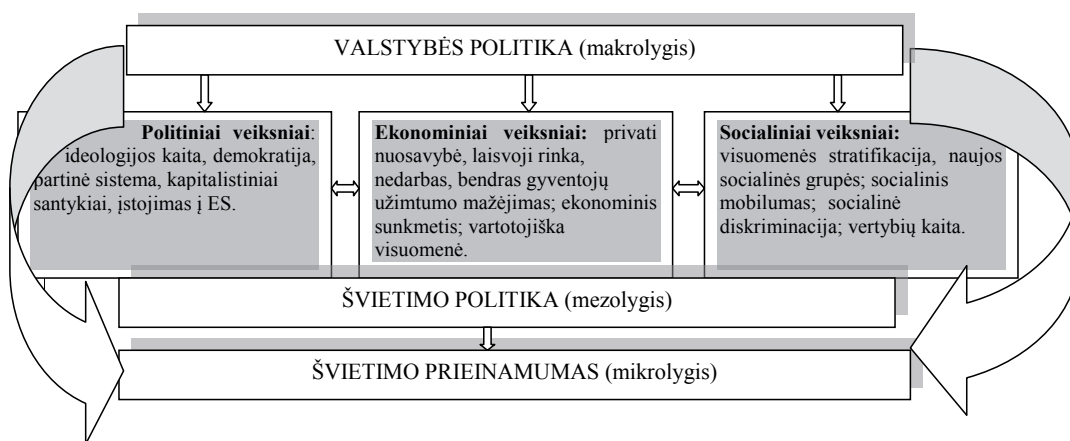 VALSTYBĖS POLITIKA (makrolygis)
Politiniai veiksniai:
ideologijos kaita, demokratija,
partinė sistema, kapitalistiniai
santykiai, įstojimas į ES.
Ekonominiai veiksniai: privati
nuosavybė, laisvoji rinka,
nedarbas, bendras gyventojų
užimtumo mažėjimas; ekonominis
sunkmetis; vartotojiška
visuomenė.
Socialiniai veiksniai:
visuomenės stratifikacija, naujos
socialinės grupės; socialinis
mobilumas; socialinė
diskriminacija; vertybių kaita.
ŠVIETIMO POLITIKA (mezolygis)
ŠVIETIMO PRIEINAMUMAS (mikrolygis)